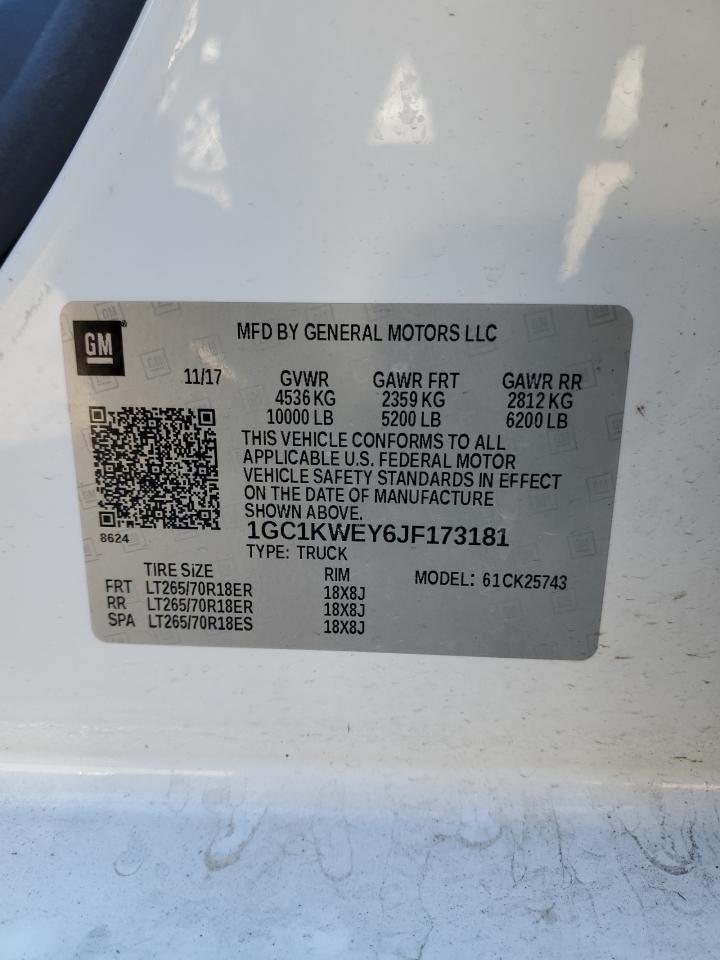 GM
MFD BY GENERAL MOTORS LLC
11/17 GVWR GAWR FRT GAWR RR
4536 KG 2359 KG 2812 KG
10000 LB 5200 LB 6200 LB
THIS VEHICLE CONFORMS TO ALL
APPLICABLE U.S. FEDERAL MOTOR
VEHICLE SAFETY STANDARDS IN EFFECT
ON THE DATE OF MANUFACTURE
SHOWN ABOVE.
8624
1GC1KWEY6JF173181
TYPE: TRUCK
TIRE SIZE RIM MODEL: 61CK25743
FRT LT265/70R18ER 18X8J
RR LT265/70R18ER 18X8J
SPA LT265/70R18ES 18X8J